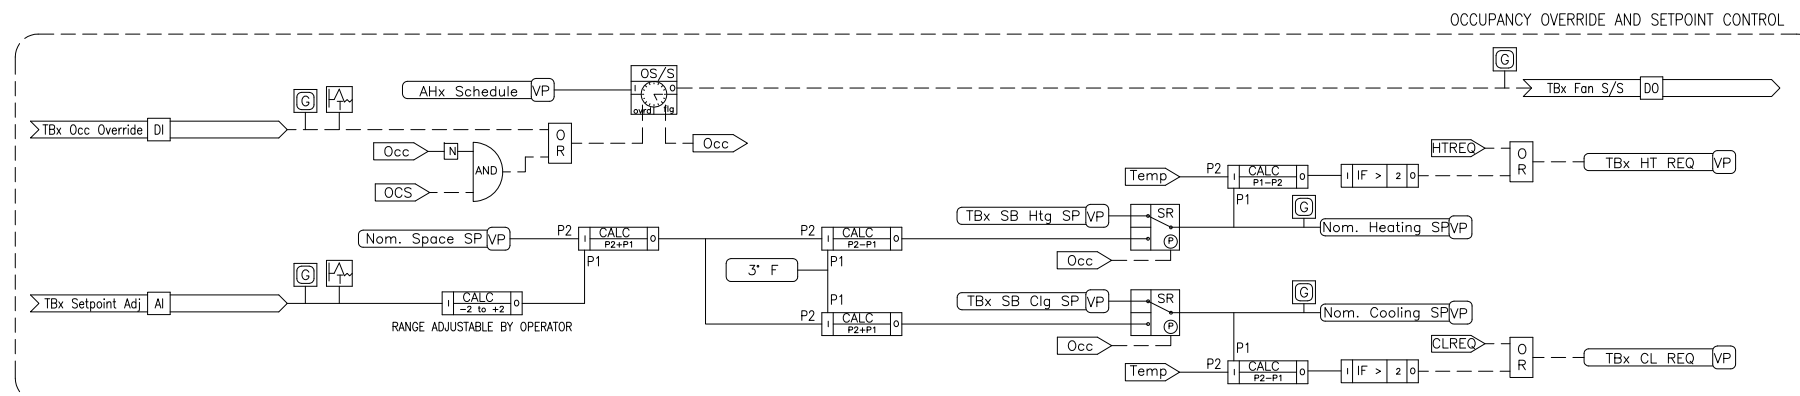 OCCUPANCY OVERRIDE AND SETPOINT CONTROL
G
AHx Schedule VP
OS/S
I O
ovrd flg
TBx Fan S/S DO
G
TBx Occ Override DI
T
OR
Occ
N
AND
OCS
Occ
HTREQ
OR
TBx HT REQ VP
Temp
P2
I CALC O
P1-P2
I IF > 2 O
P1
G
TBx SB Htg SP VP
SR
P
Nom. Heating SP VP
Nom. Space SP VP
P2
I CALC O
P2+P1
P1
P2
I CALC O
P2-P1
P1
Occ
3° F
G
TBx Setpoint Adj AI
T
I CALC O
-2 to +2
RANGE ADJUSTABLE BY OPERATOR
P1
P2
I CALC O
P2+P1
TBx SB Clg SP VP
SR
P
G
Nom. Cooling SP VP
Occ
P1
CLREQ
OR
TBx CL REQ VP
Temp
P2
I CALC O
P2-P1
I IF > 2 O